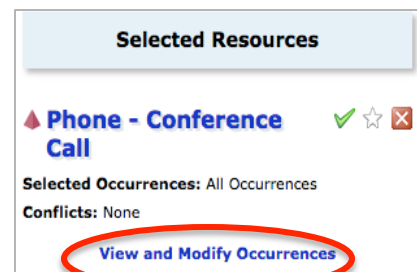 Selected Resources
Phone - Conference
Call
Selected Occurrences: All Occurrences
Conflicts: None
View and Modify Occurrences